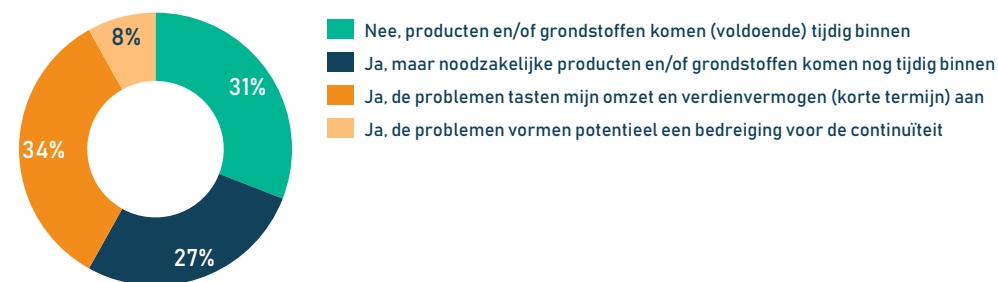 8%
31%
34%
27%
Nee, producten en/of grondstoffen komen (voldoende) tijdig binnen
Ja, maar noodzakelijke producten en/of grondstoffen komen nog tijdig binnen
Ja, de problemen tasten mijn omzet en verdienvermogen (korte termijn) aan
Ja, de problemen vormen potentieel een bedreiging voor de continuïteit